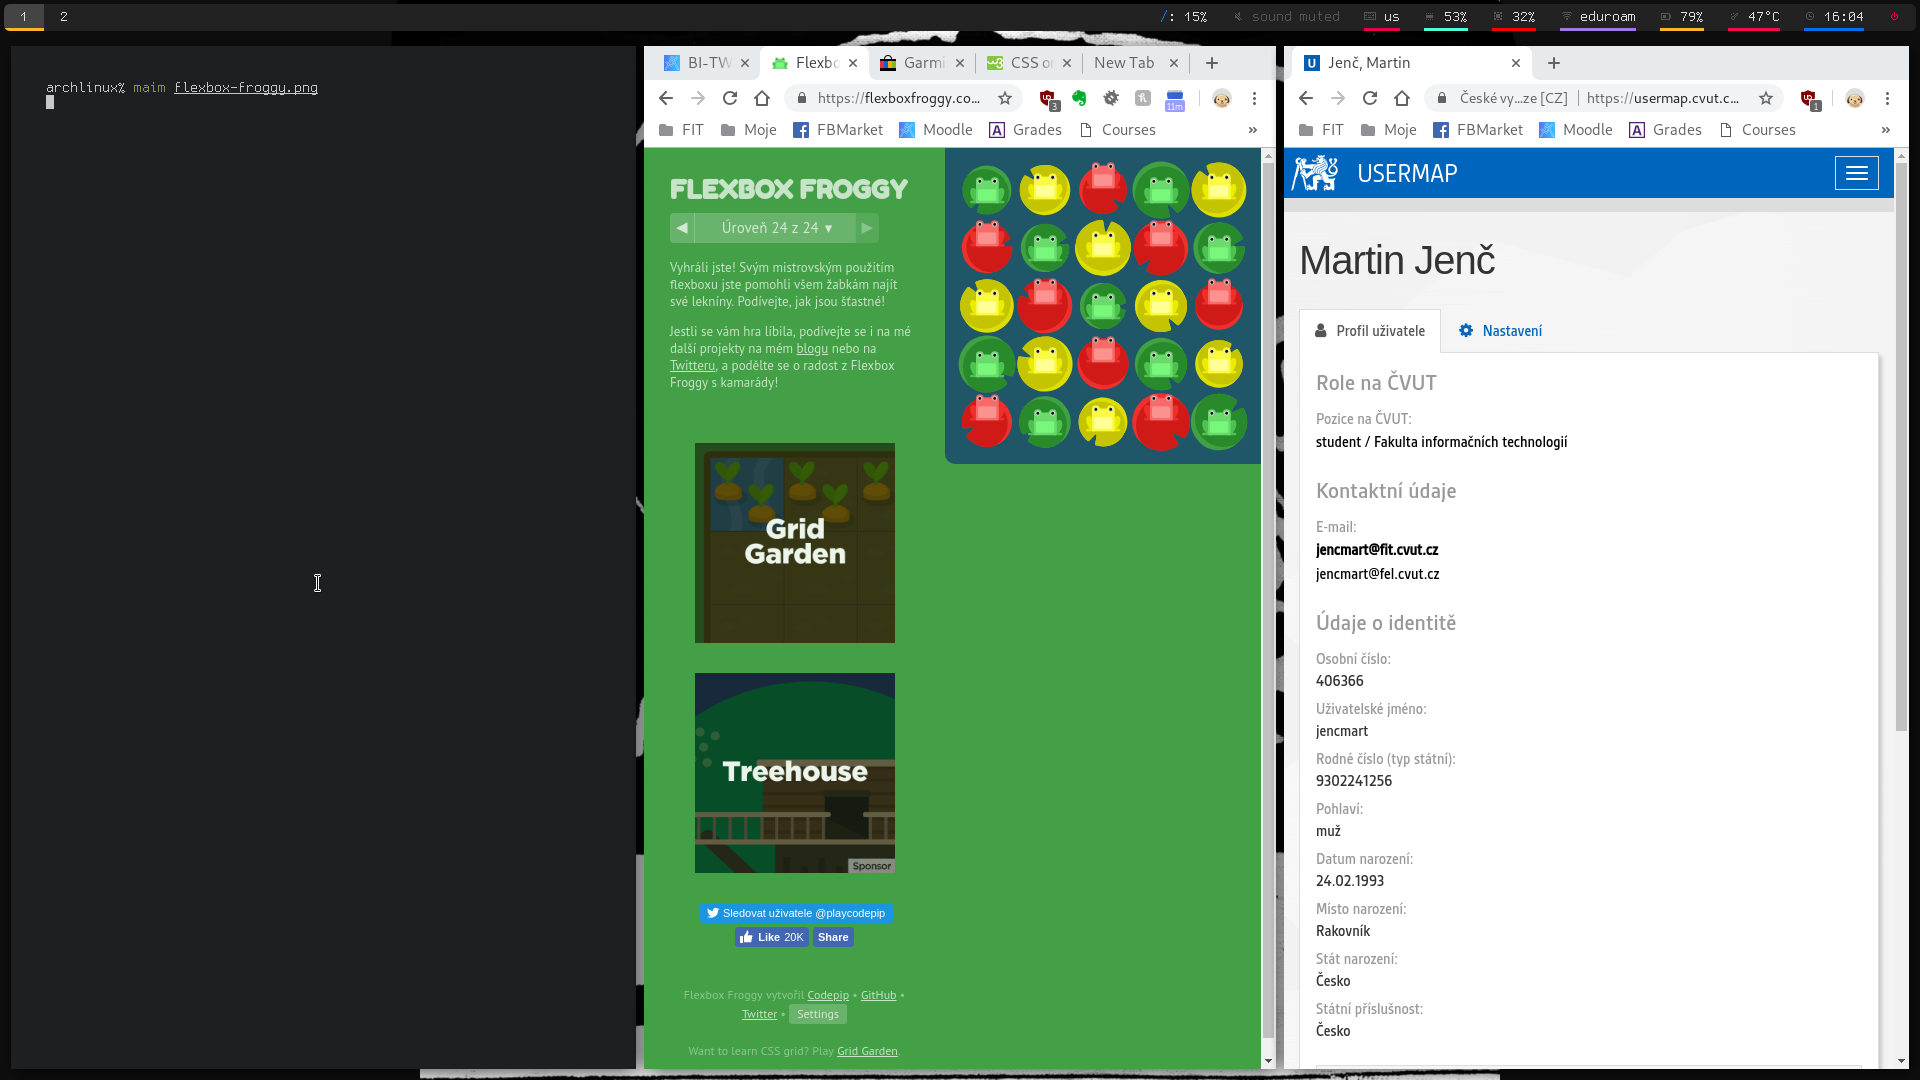 1 2
/: 15% sound muted us 53% 32% eduroam 79% 47°C 16:04
archlinux% maim flexbox-froggy.png
BI-TW Flexbo Garmi CSS or New Tab
https://flexboxfroggy.co... 3 11m
FIT Moje FBMarket Moodle Grades Courses »
FLEXBOX FROGGY
◀ Úroveň 24 z 24 ▼ ▶
Vyhráli jste! Svým mistrovským použitím
flexboxu jste pomohli všem žabkám najít
své lekníny. Podívejte, jak jsou šťastné!
Jestli se vám hra líbila, podívejte se i na mé
další projekty na mém blogu nebo na
Twitteru, a podělte se o radost z Flexbox
Froggy s kamarády!
Grid
Garden
Treehouse
Sponsor
Sledovat uživatele @playcodepip
Like 20K Share
Flexbox Froggy vytvořil Codepip • GitHub •
Twitter • Settings
Want to learn CSS grid? Play Grid Garden.
Jenč, Martin
České vy...ze [CZ] https://usermap.cvut.c... 1
FIT Moje FBMarket Moodle Grades Courses »
USERMAP
Martin Jenč
Profil uživatele Nastavení
Role na ČVUT
Pozice na ČVUT:
student / Fakulta informačních technologií
Kontaktní údaje
E-mail:
jencmart@fit.cvut.cz
jencmart@fel.cvut.cz
Údaje o identitě
Osobní číslo:
406366
Uživatelské jméno:
jencmart
Rodné číslo (typ státní):
9302241256
Pohlaví:
muž
Datum narození:
24.02.1993
Místo narození:
Rakovník
Stát narození:
Česko
Státní příslušnost:
Česko